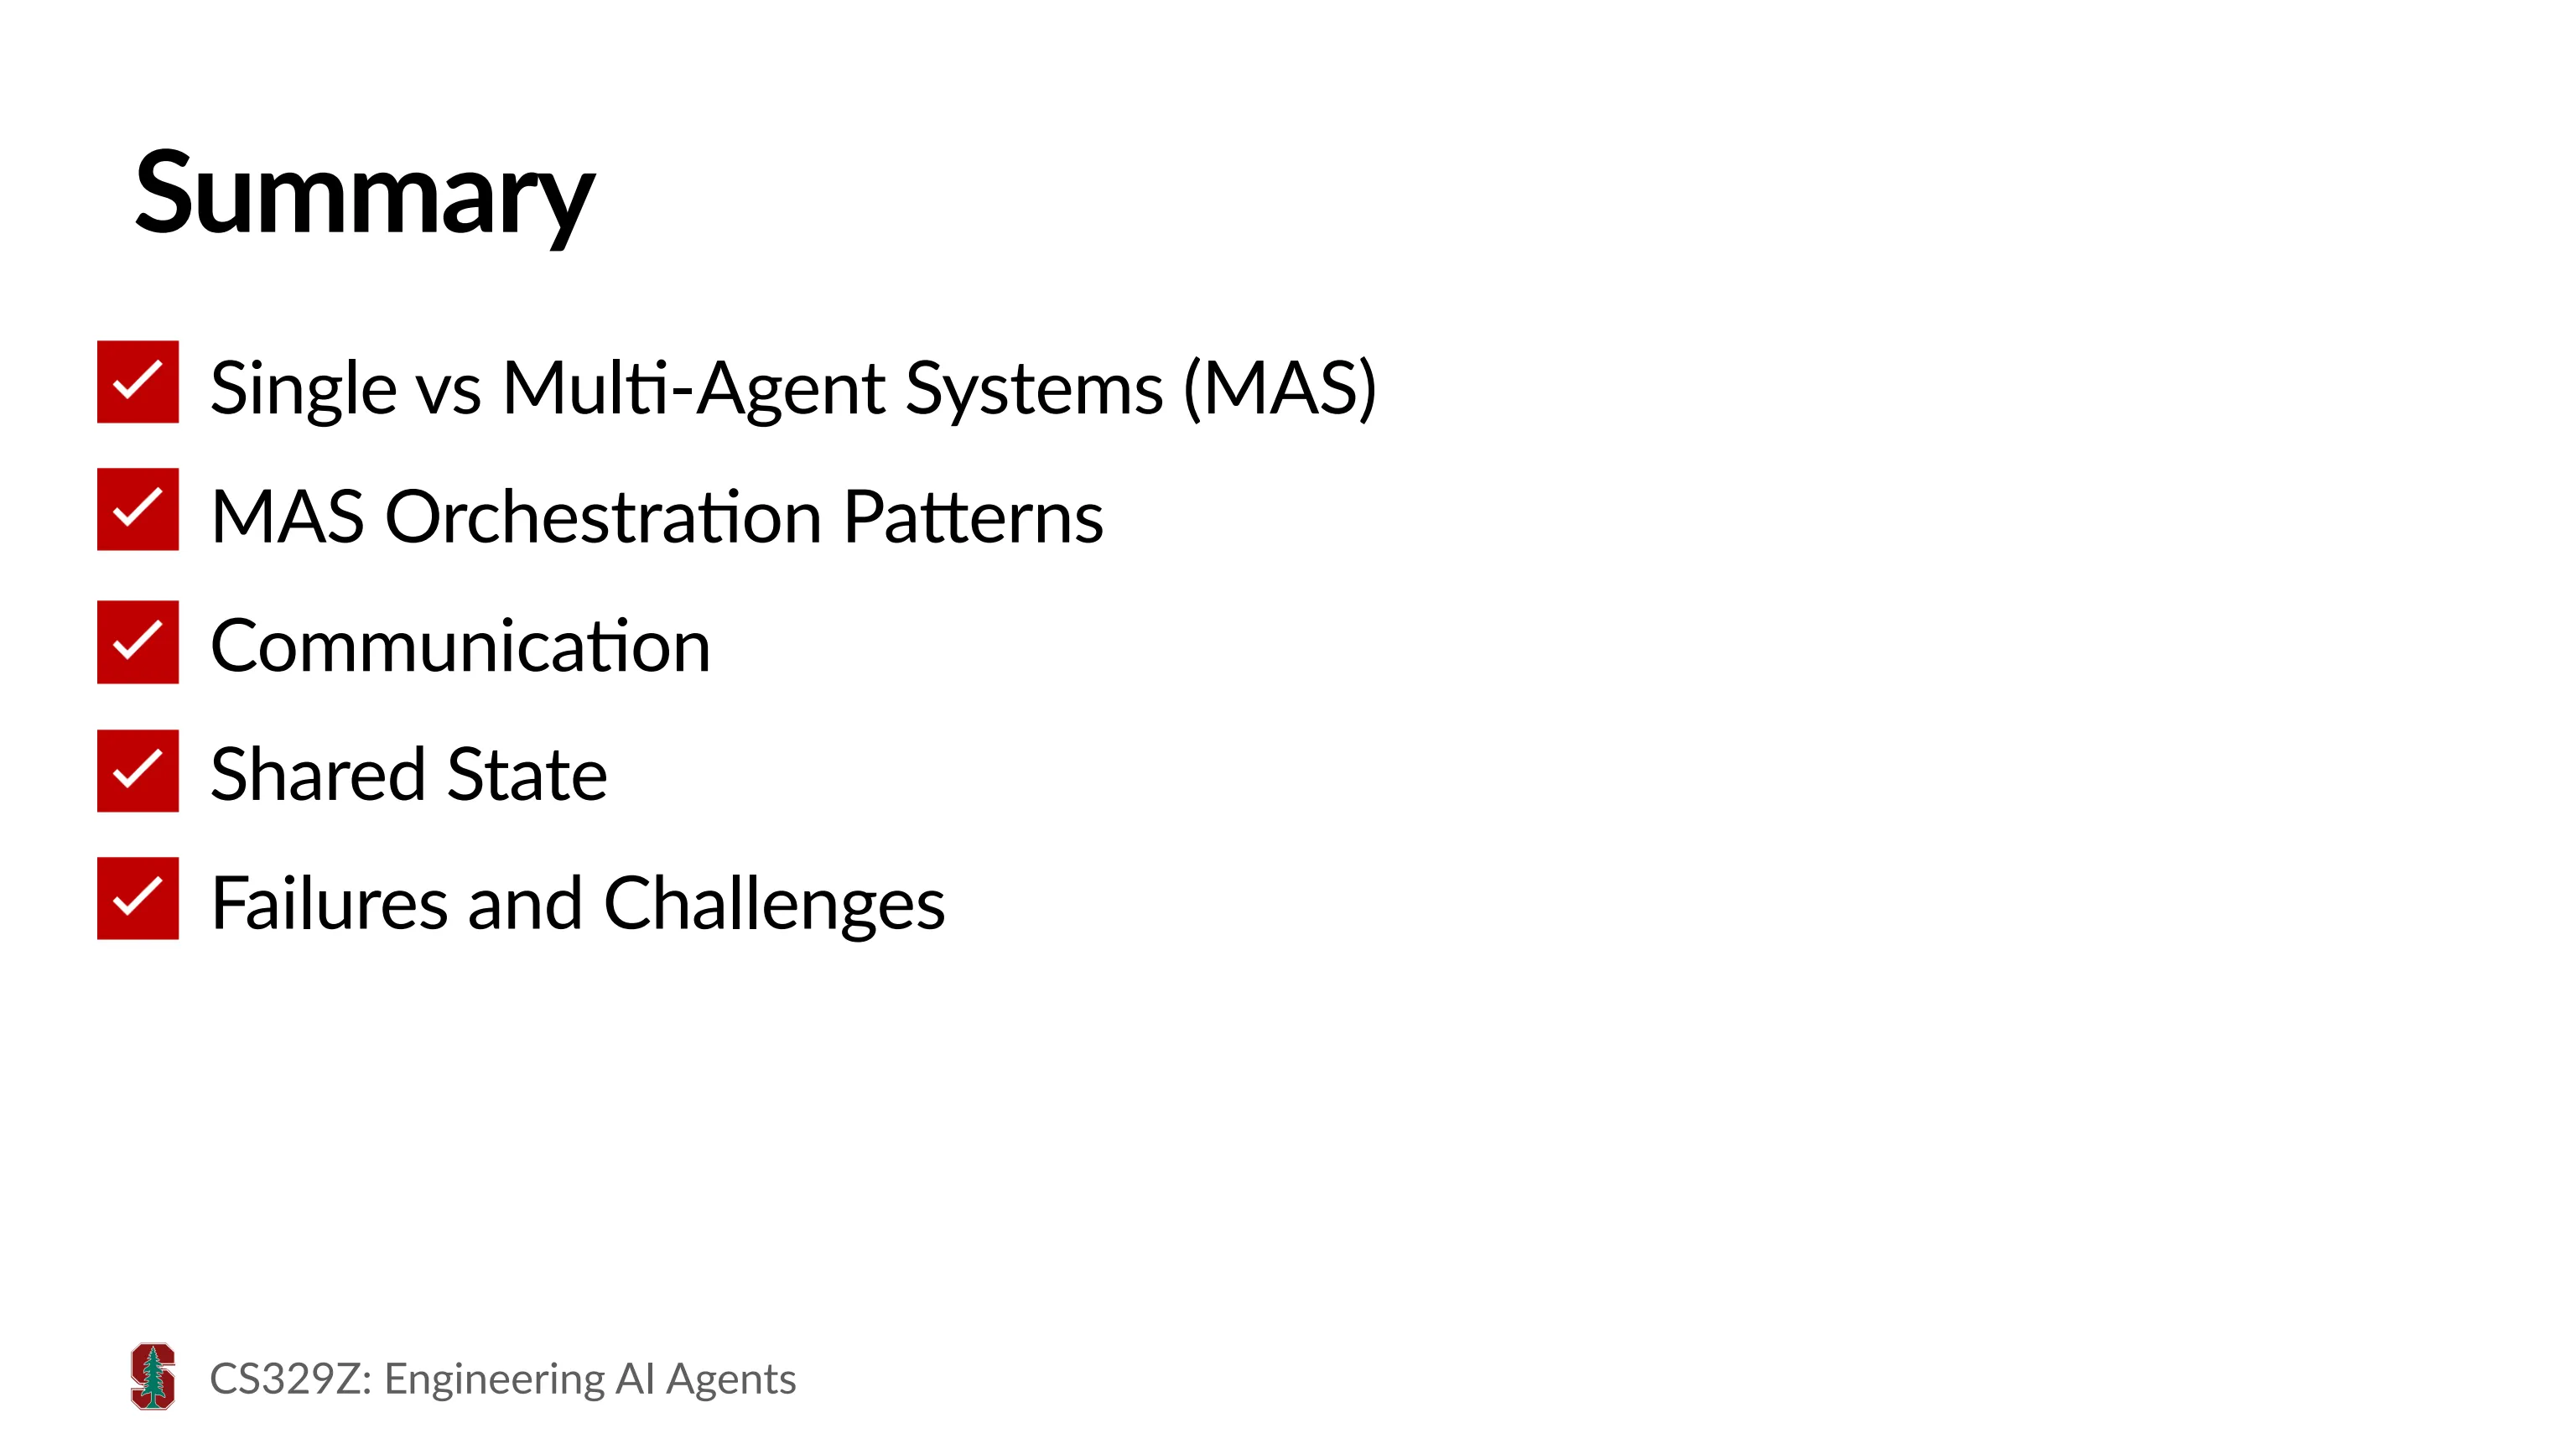 Summary
Single vs Multi-Agent Systems (MAS)
MAS Orchestration Patterns
Communication
Shared State
Failures and Challenges
CS329Z: Engineering AI Agents